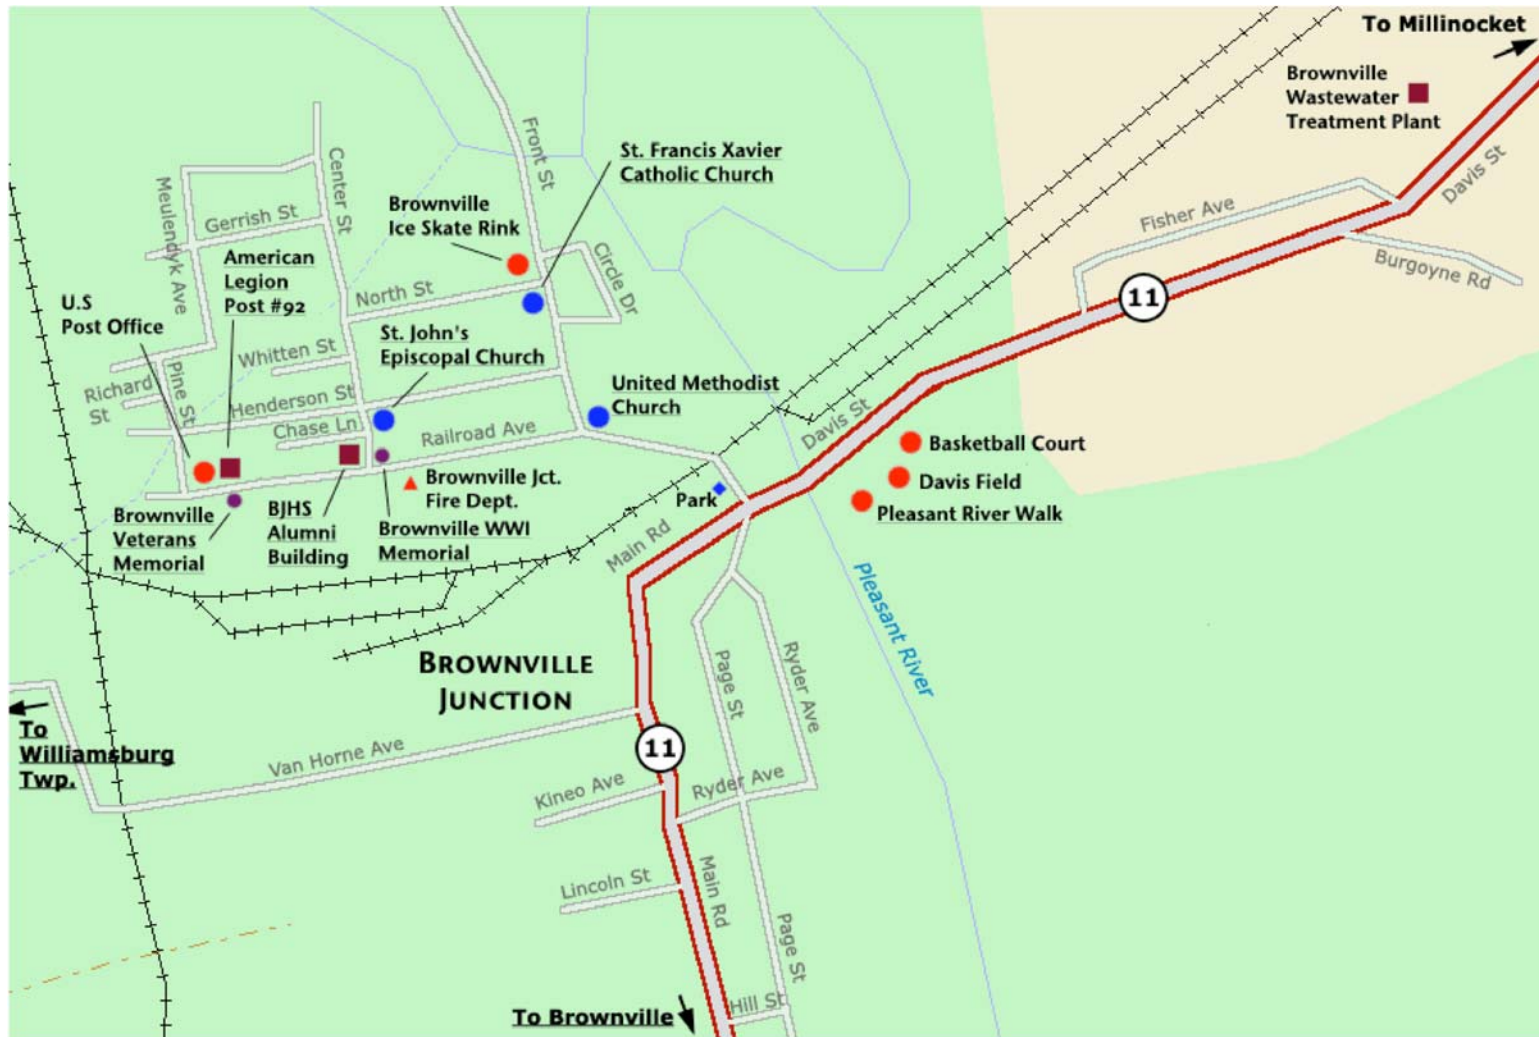 To Millinocket
Brownville
Wastewater
Treatment Plant
Davis St
Front St
St. Francis Xavier
Catholic Church
Center St
Meulendyk Ave
Gerrish St
Brownville
Ice Skate Rink
Fisher Ave
Circle Dr
Burgoyne Rd
American
Legion
Post #92
North St
11
U.S
Post Office
St. John's
Episcopal Church
Whitten St
Richard
St
Pine St
Henderson St
United Methodist
Church
Chase Ln
Railroad Ave
Davis St
Basketball Court
Davis Field
Pleasant River Walk
Brownville Jct.
Fire Dept.
Park
Brownville
Veterans
Memorial
BJHS
Alumni
Building
Brownville WWI
Memorial
Main Rd
Pleasant River
BROWNVILLE
JUNCTION
Page St
Ryder Ave
To
Williamsburg
Twp.
Van Horne Ave
11
Kineo Ave
Ryder Ave
Lincoln St
Main Rd
Page St
To Brownville
Hill St